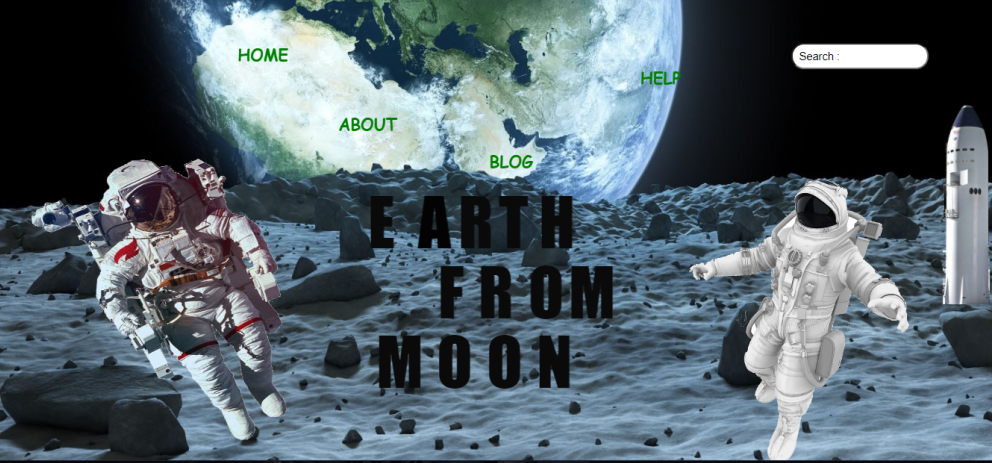 HOME
Search :
HELP
ABOUT
BLOG
EARTH
FROM
MOON